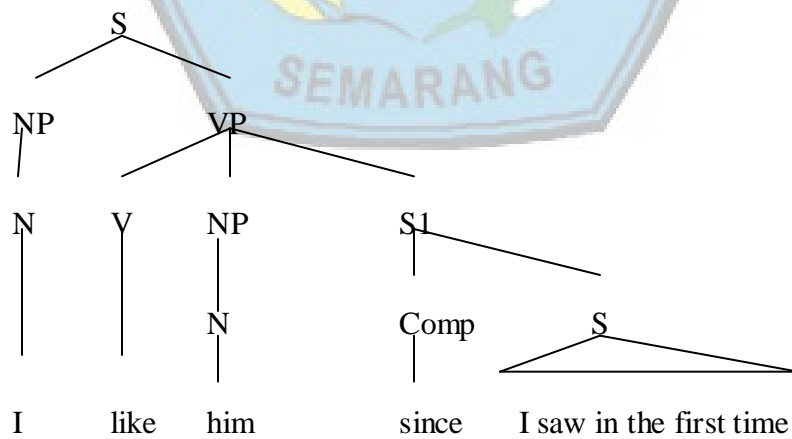 S
SEMARANG
NP VP
N V NP S1
N Comp S
I like him since I saw in the first time